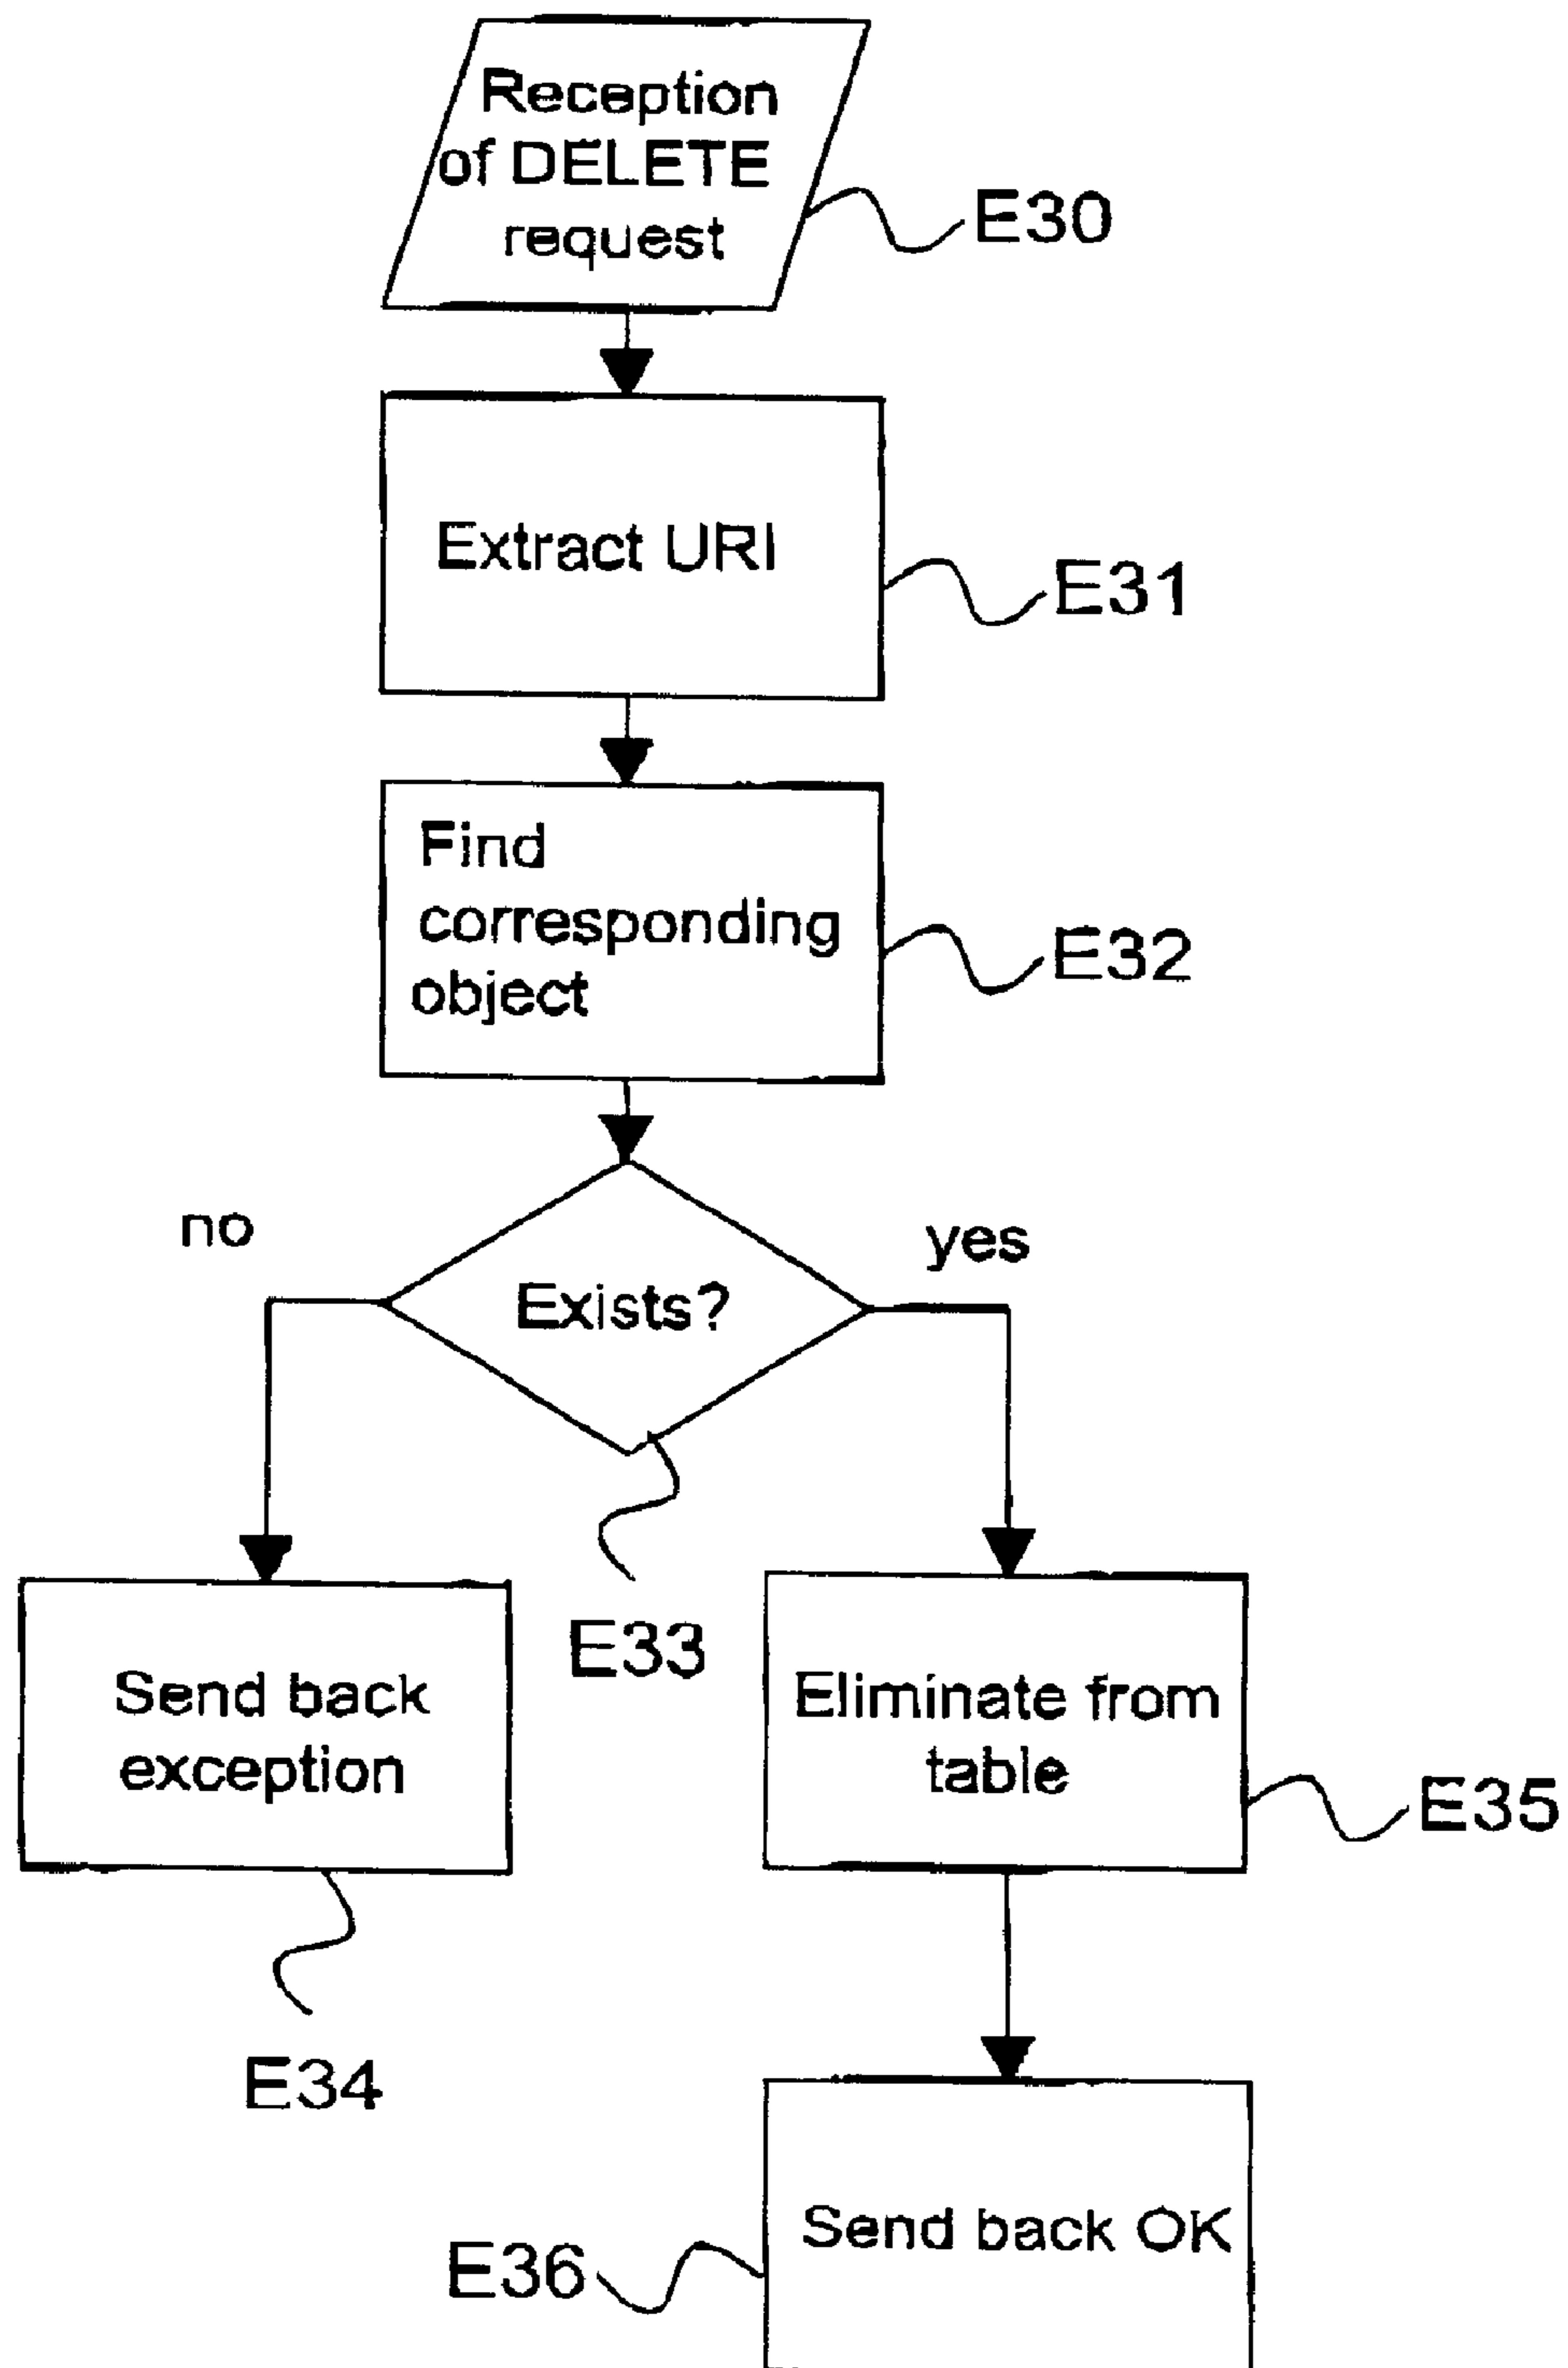 Reception
of DELETE
request
E30
Extract URI
E31
Find
corresponding
object
E32
no
yes
Exists?
E33
Send back
exception
E34
Eliminate from
table
E35
Send back OK
E36